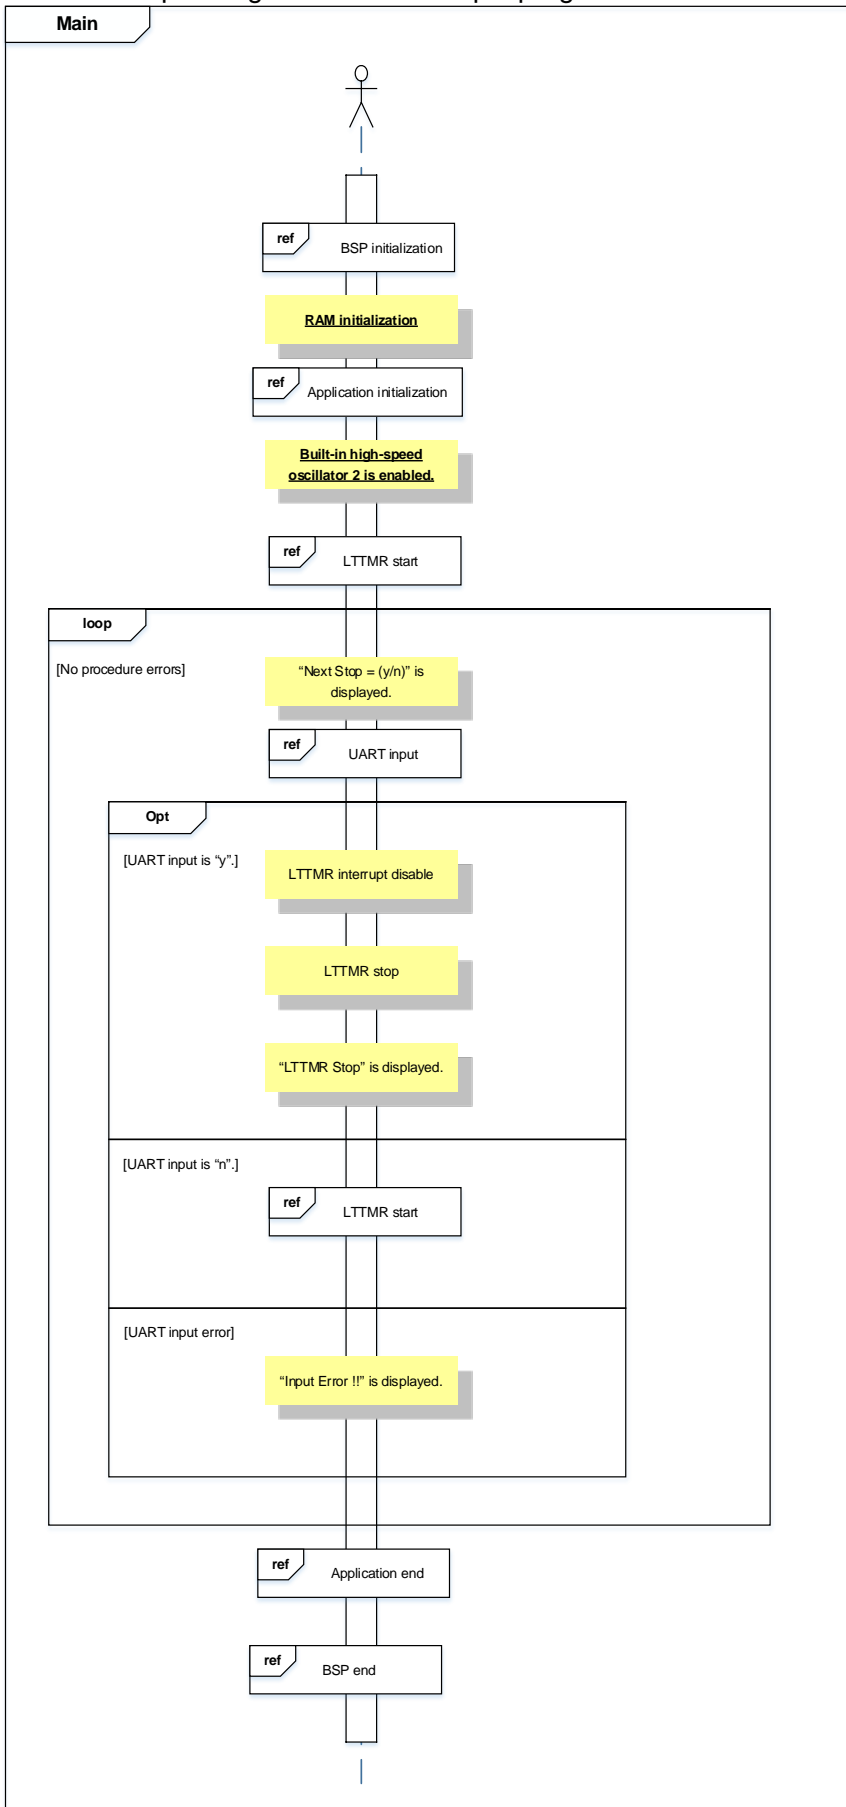 Main
ref
BSP initialization
RAM initialization
ref
Application initialization
Built-in high-speed
oscillator 2 is enabled.
ref
LTTMR start
loop
[No procedure errors]
“Next Stop = (y/n)” is
displayed.
ref
UART input
Opt
[UART input is “y”.]
LTTMR interrupt disable
LTTMR stop
“LTTMR Stop” is displayed.
[UART input is “n”.]
ref
LTTMR start
[UART input error]
“Input Error !!” is displayed.
ref
Application end
ref
BSP end